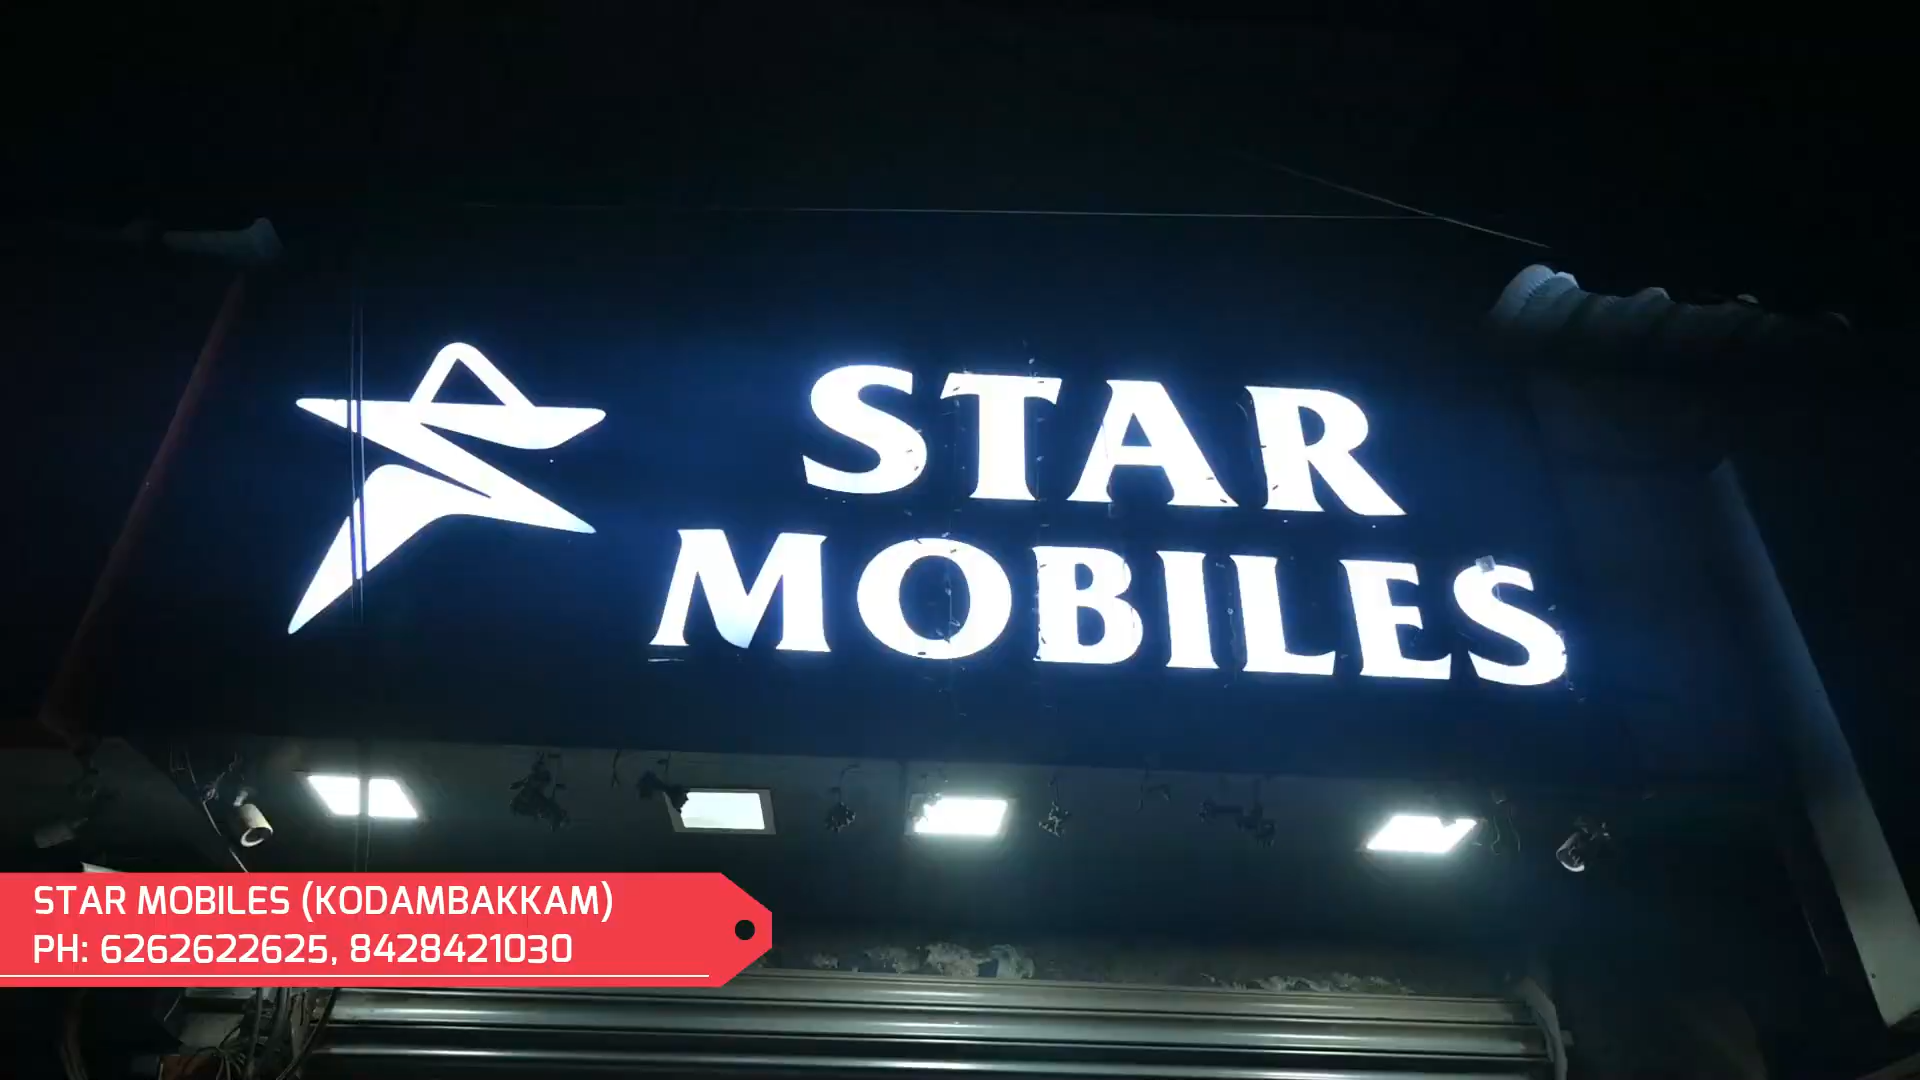 STAR
MOBILES
STAR MOBILES (KODAMBAKKAM)
PH: 6262622625, 8428421030